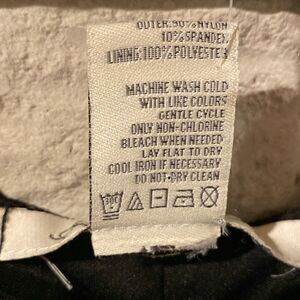 OUTER:90% NYLON
10% SPANDEX
LINING:100% POLYESTER
MACHINE WASH COLD
WITH LIKE COLORS
GENTLE CYCLE
ONLY NON-CHLORINE
BLEACH WHEN NEEDED
LAY FLAT TO DRY
COOL IRON IF NECESSARY
DO NOT DRY CLEAN